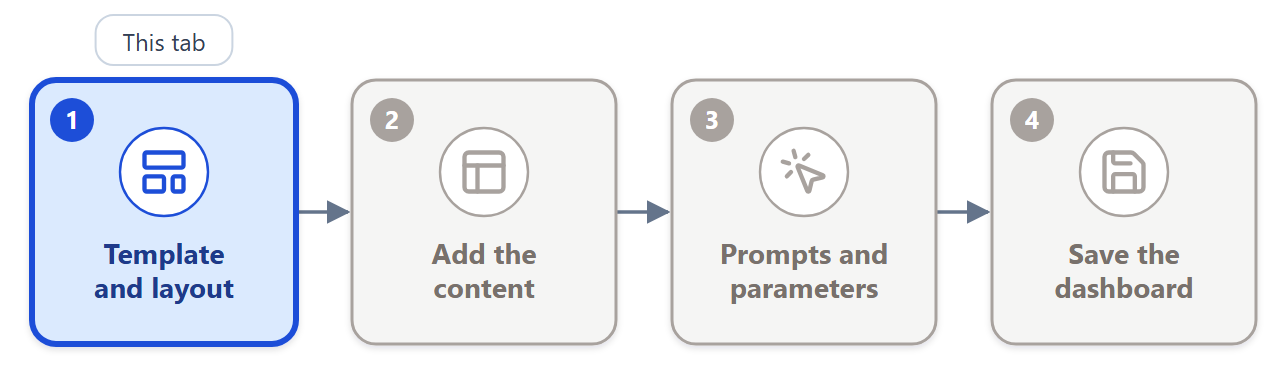 This tab
1
Template
and layout
2
Add the
content
3
Prompts and
parameters
4
Save the
dashboard